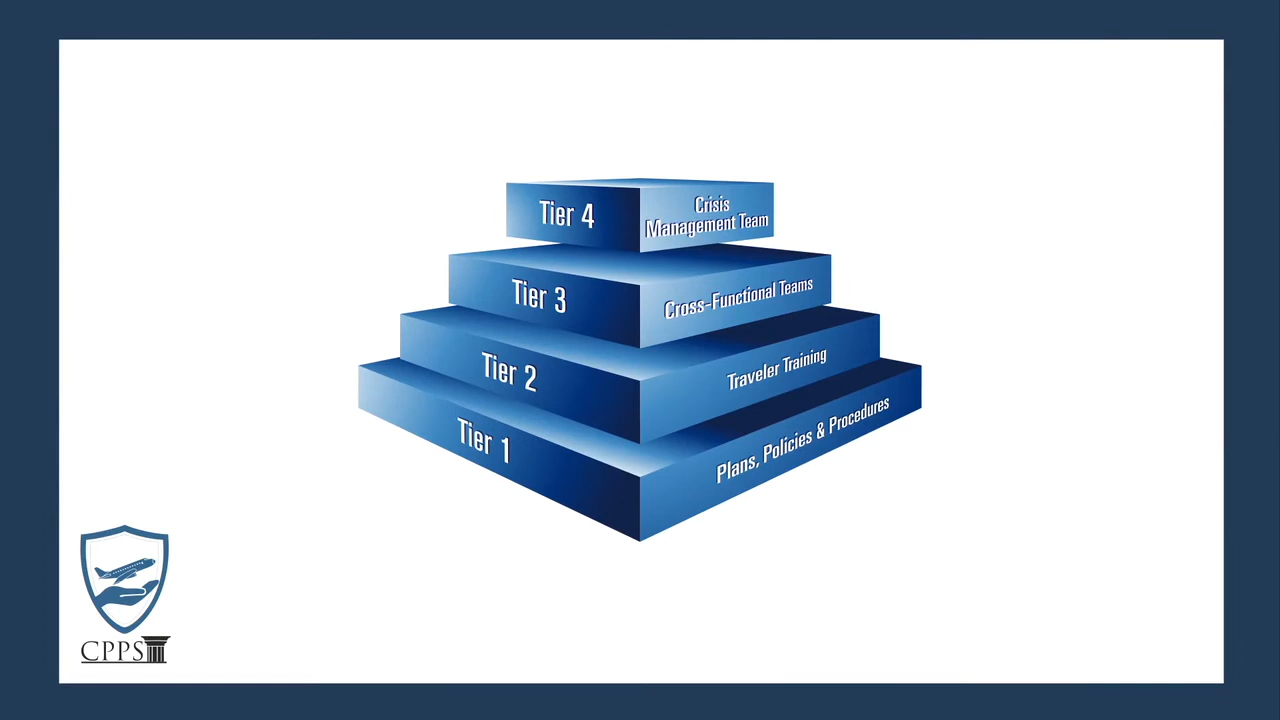 Tier 4
Crisis
Management Team
Tier 3
Cross-Functional Teams
Tier 2
Traveler Training
Tier 1
Plans, Policies & Procedures
CPPS